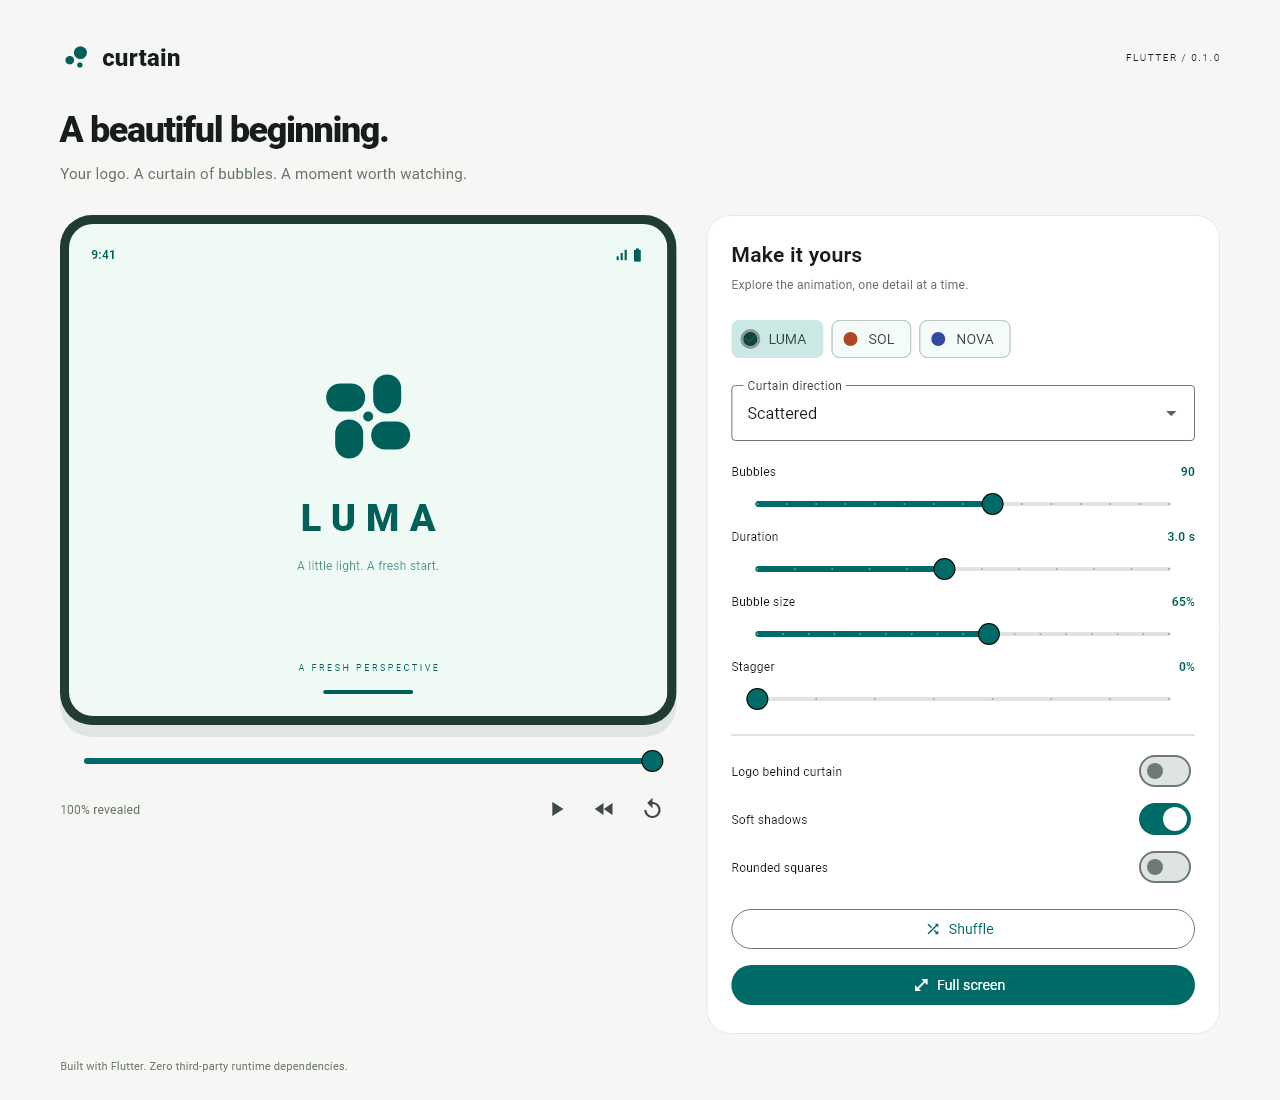 curtain
FLUTTER / 0.1.0
A beautiful beginning.
Your logo. A curtain of bubbles. A moment worth watching.
9:41
LUMA
A little light. A fresh start.
A FRESH PERSPECTIVE
100% revealed
Make it yours
Explore the animation, one detail at a time.
LUMA SOL NOVA
Curtain direction
Scattered
Bubbles 90
Duration 3.0 s
Bubble size 65%
Stagger 0%
Logo behind curtain
Soft shadows
Rounded squares
Shuffle
Full screen
Built with Flutter. Zero third-party runtime dependencies.